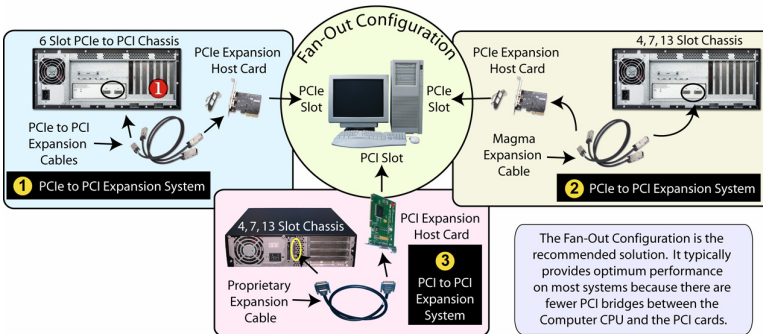 Fan-Out Configuration
6 Slot PCIe to PCI Chassis
1
PCIe Expansion
Host Card
PCIe to PCI
Expansion
Cables
1 PCIe to PCI Expansion System
PCIe
Slot
PCIe
Slot
PCI Slot
4, 7, 13 Slot Chassis
PCIe Expansion
Host Card
Magma
Expansion
Cable
2 PCIe to PCI Expansion System
4, 7, 13 Slot Chassis
PCI Expansion
Host Card
Proprietary
Expansion
Cable
3
PCI to PCI
Expansion
System
The Fan-Out Configuration is the
recommended solution. It typically
provides optimum performance
on most systems because there are
fewer PCI bridges between the
Computer CPU and the PCI cards.